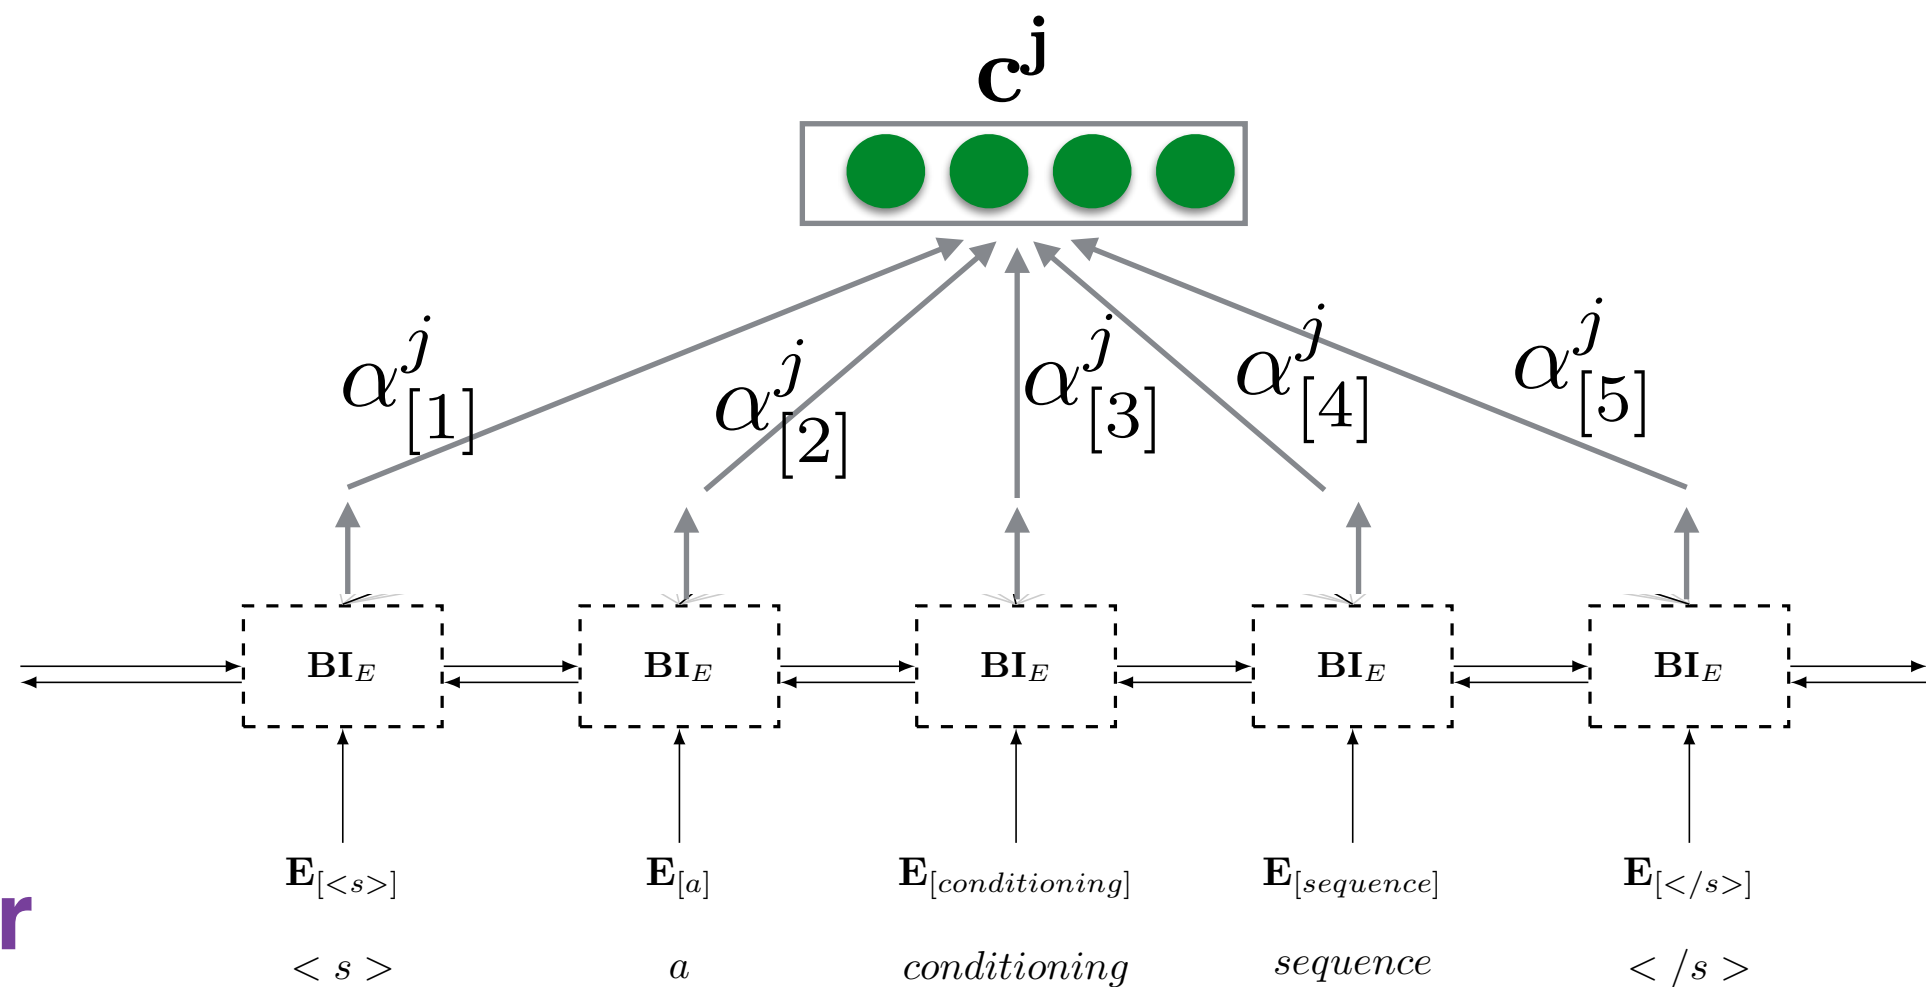 c^j
α^j_[1] α^j_[2] α^j_[3] α^j_[4] α^j_[5]
BI_E BI_E BI_E BI_E BI_E
E_[<s>] E_[a] E_[conditioning] E_[sequence] E_[</s>]
r
< s > a conditioning sequence < /s >